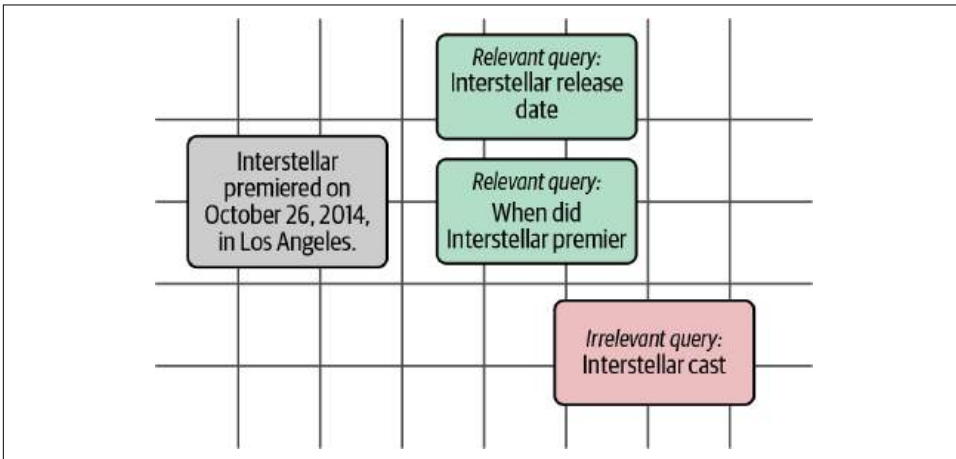 Relevant query:
Interstellar release
date
Interstellar
premiered on
October 26, 2014,
in Los Angeles.
Relevant query:
When did
Interstellar premier
Irrelevant query:
Interstellar cast